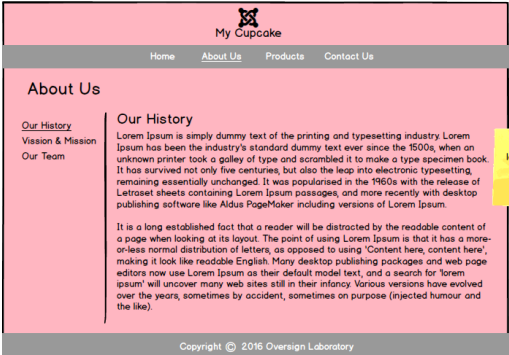 My Cupcake
Home About Us Products Contact Us
About Us
Our History
Vission & Mission
Our Team
Our History
Lorem Ipsum is simply dummy text of the printing and typesetting industry. Lorem
Ipsum has been the industry's standard dummy text ever since the 1500s, when an
unknown printer took a galley of type and scrambled it to make a type specimen book.
It has survived not only five centuries, but also the leap into electronic typesetting,
remaining essentially unchanged. It was popularised in the 1960s with the release of
Letraset sheets containing Lorem Ipsum passages, and more recently with desktop
publishing software like Aldus PageMaker including versions of Lorem Ipsum.
It is a long established fact that a reader will be distracted by the readable content of
a page when looking at its layout. The point of using Lorem Ipsum is that it has a more-
or-less normal distribution of letters, as opposed to using 'Content here, content here',
making it look like readable English. Many desktop publishing packages and web page
editors now use Lorem Ipsum as their default model text, and a search for 'lorem
ipsum' will uncover many web sites still in their infancy. Various versions have evolved
over the years, sometimes by accident, sometimes on purpose (injected humour and
the like).
Copyright © 2016 Oversign Laboratory